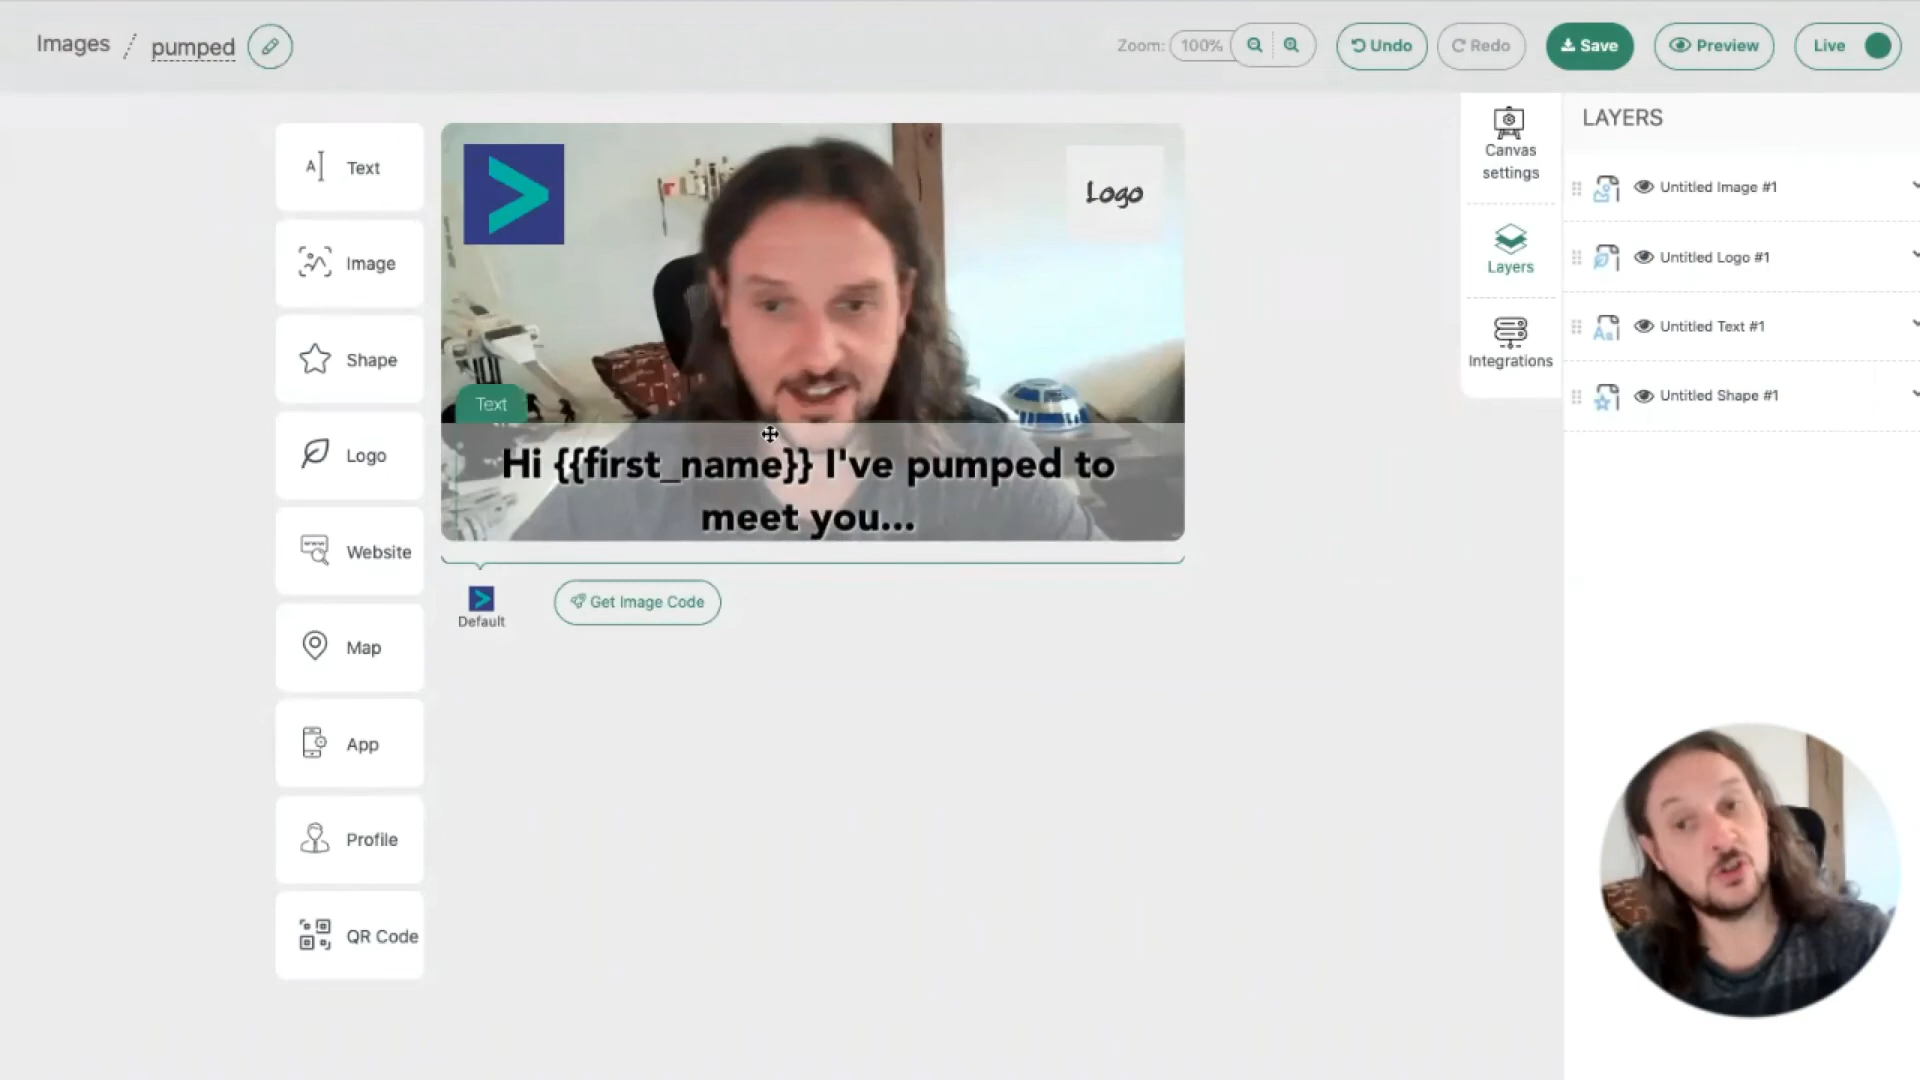 Images / pumped
Zoom: 100%
Undo
Redo
Save
Preview
Live
Text
Image
Shape
Logo
Website
Map
App
Profile
QR Code
Logo
Text
Hi {{first_name}} I've pumped to
meet you...
Default
Get Image Code
Canvas
settings
Layers
Integrations
LAYERS
Untitled Image #1
Untitled Logo #1
Untitled Text #1
Untitled Shape #1